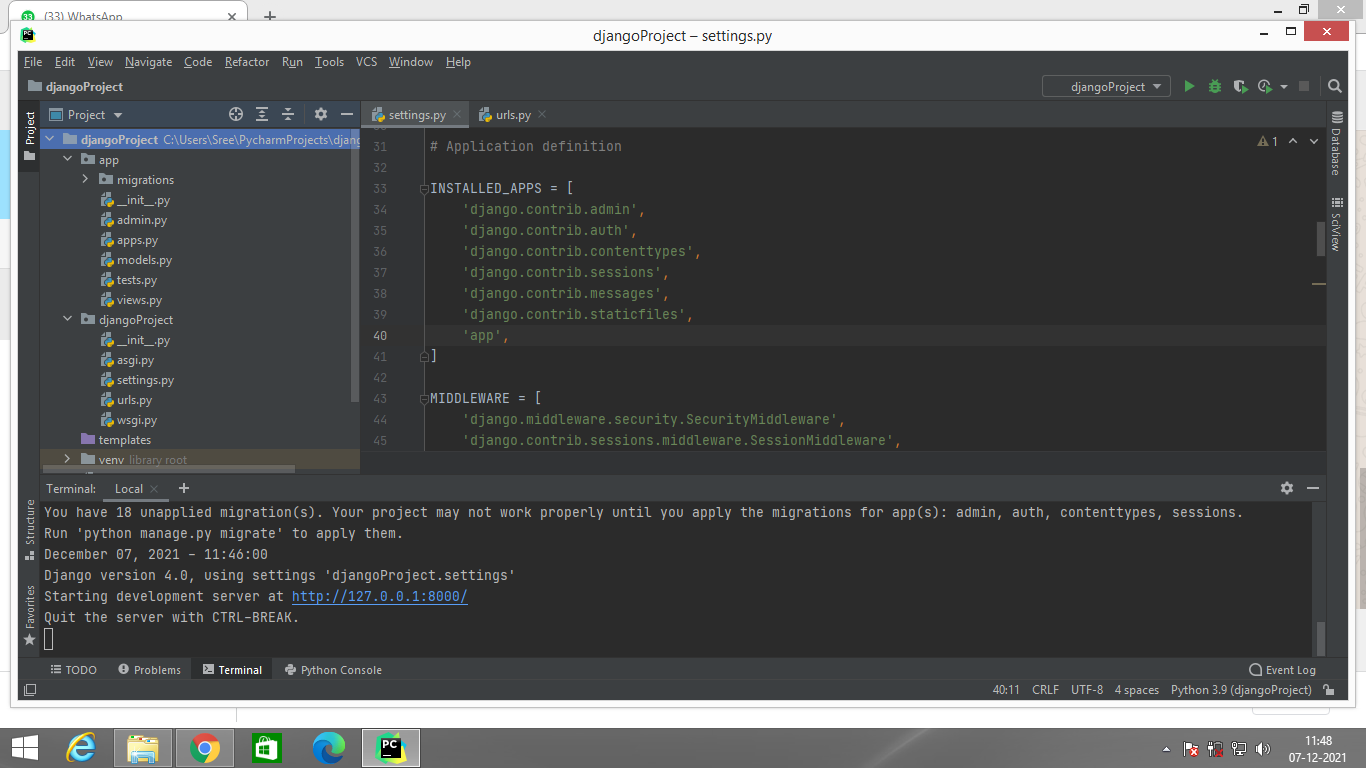 (33) WhatsApp
djangoProject – settings.py
File Edit View Navigate Code Refactor Run Tools VCS Window Help
djangoProject
djangoProject
Project
settings.py
urls.py
Project
djangoProject C:\Users\Sree\PycharmProjects\djang
app
migrations
__init__.py
admin.py
apps.py
models.py
tests.py
views.py
djangoProject
__init__.py
asgi.py
settings.py
urls.py
wsgi.py
templates
venv library root
31 # Application definition
32
33 INSTALLED_APPS = [
34 'django.contrib.admin',
35 'django.contrib.auth',
36 'django.contrib.contenttypes',
37 'django.contrib.sessions',
38 'django.contrib.messages',
39 'django.contrib.staticfiles',
40 'app',
41 ]
42
43 MIDDLEWARE = [
44 'django.middleware.security.SecurityMiddleware',
45 'django.contrib.sessions.middleware.SessionMiddleware',
1
Database
SciView
Structure
Favorites
Terminal: Local
You have 18 unapplied migration(s). Your project may not work properly until you apply the migrations for app(s): admin, auth, contenttypes, sessions.
Run 'python manage.py migrate' to apply them.
December 07, 2021 - 11:46:00
Django version 4.0, using settings 'djangoProject.settings'
Starting development server at http://127.0.0.1:8000/
Quit the server with CTRL-BREAK.
TODO Problems Terminal Python Console Event Log
40:11 CRLF UTF-8 4 spaces Python 3.9 (djangoProject)
11:48
07-12-2021